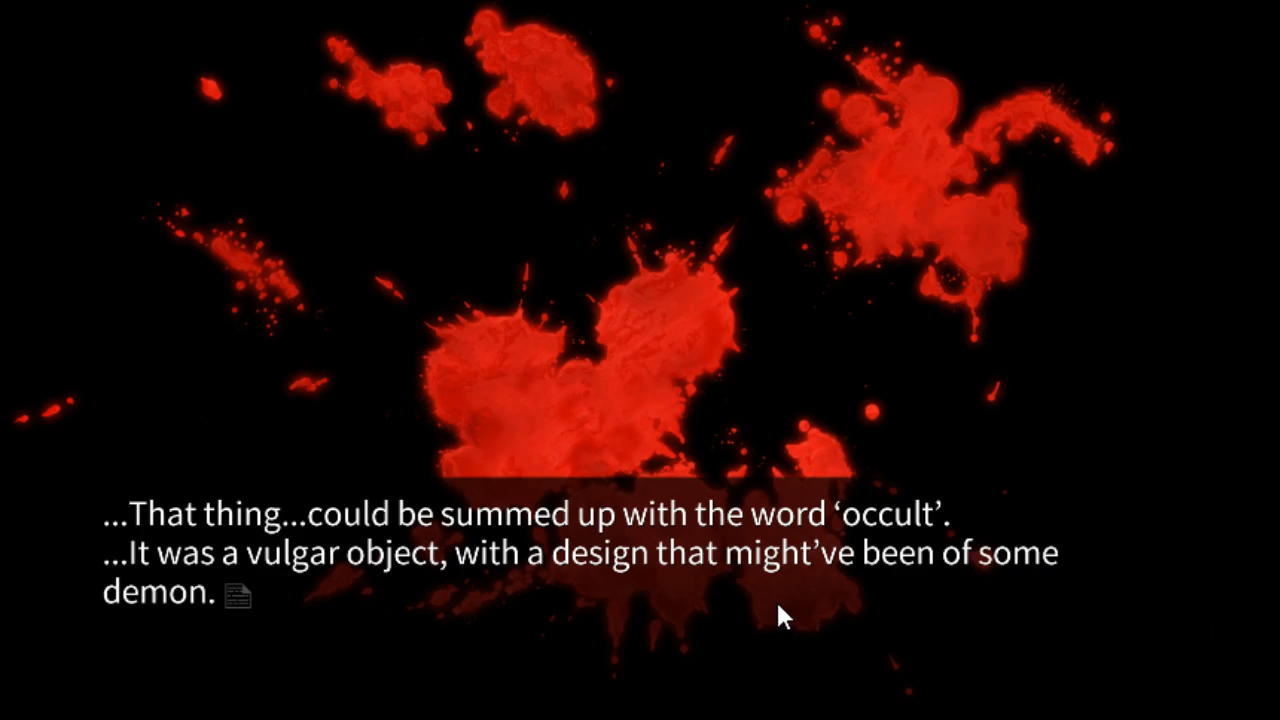 ...That thing...could be summed up with the word ‘occult’.
...It was a vulgar object, with a design that might’ve been of some
demon.